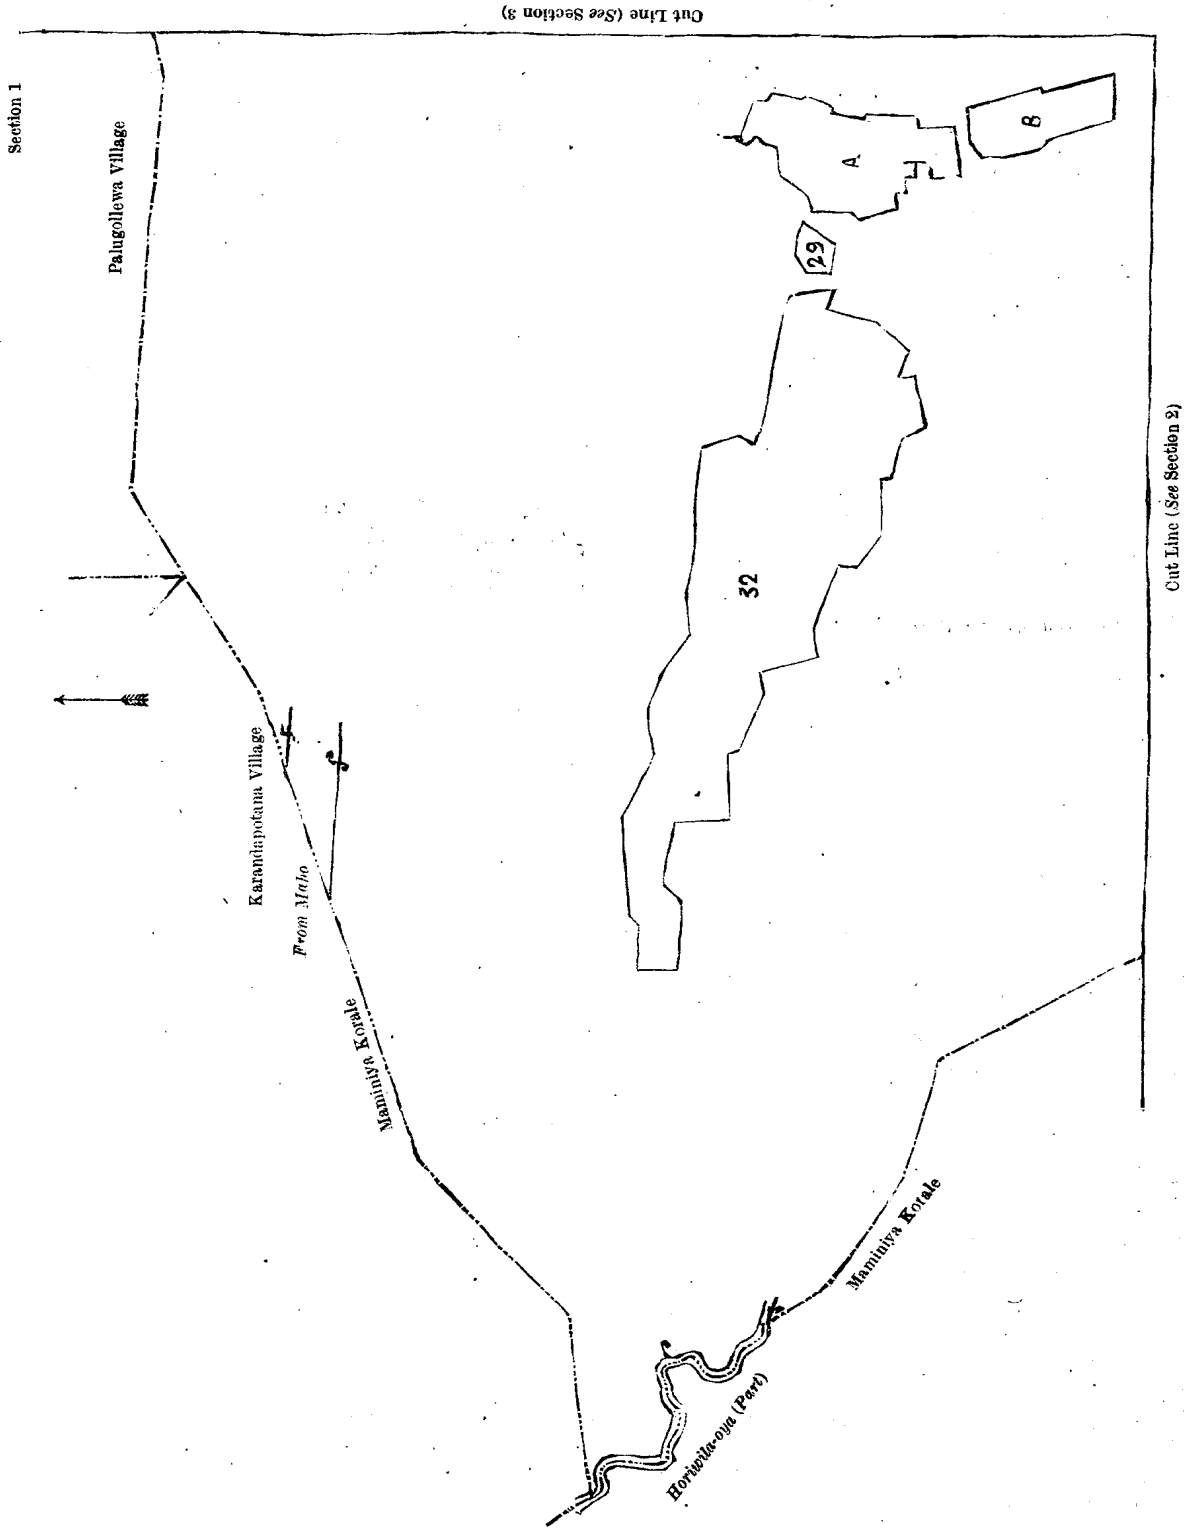 Section 1
Cut Line (See Section 3)
Palugollewa Village
Karandapotana Village
From Maho
Maminiya Korale
A
B
29
32
Cut Line (See Section 2)
Maminiya Korale
Horiwila-oya (Part)